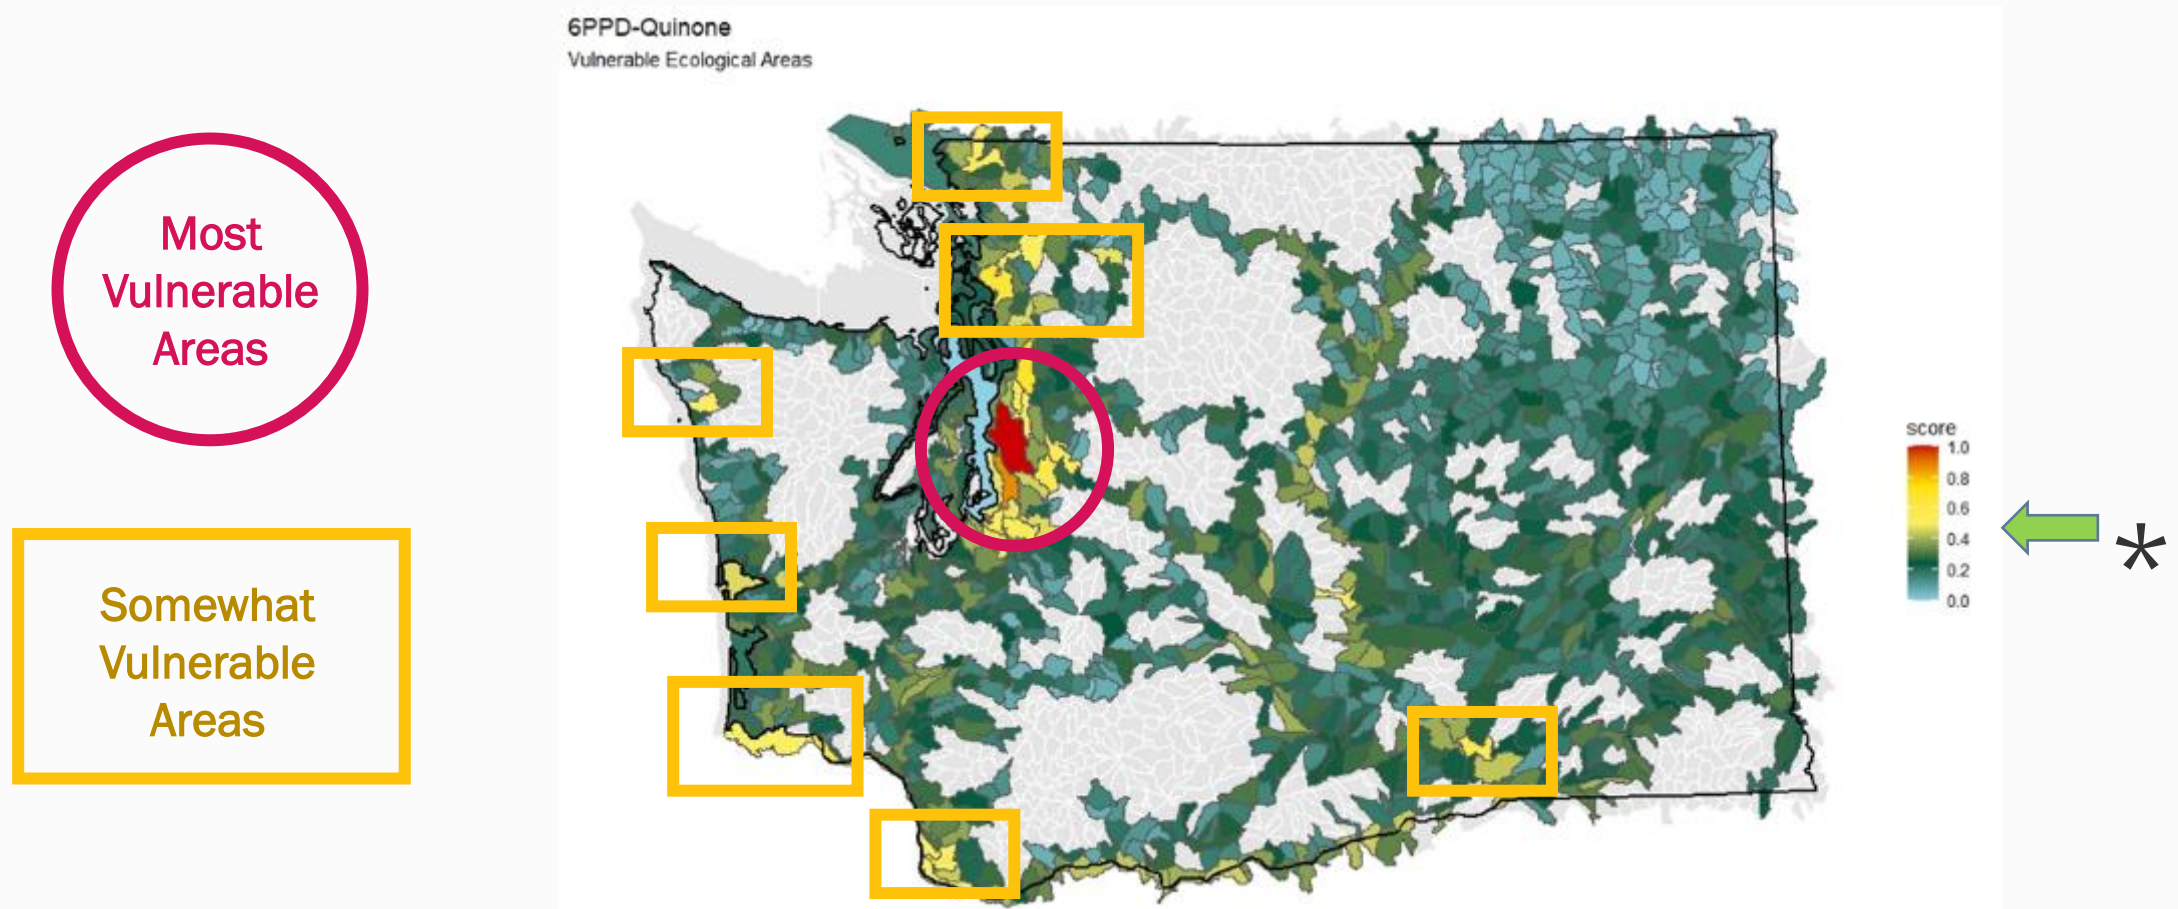 6PPD-Quinone
Vulnerable Ecological Areas
Most
Vulnerable
Areas
Somewhat
Vulnerable
Areas
score
1.0
0.8
0.6
0.4
0.2
0.0
*